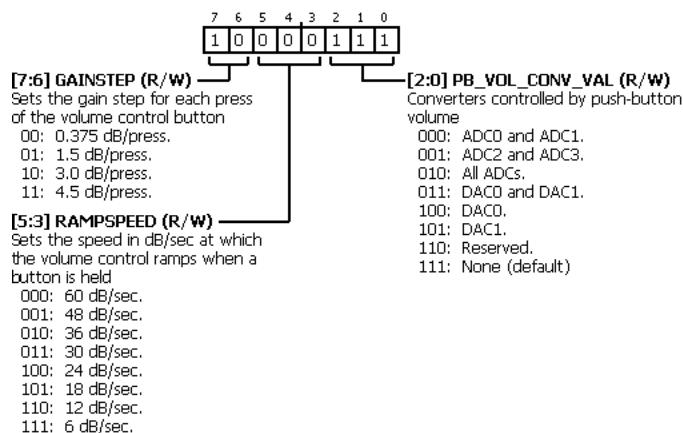 7 6 5 4 3 2 1 0
1 0 0 0 0 1 1 1
[7:6] GAINSTEP (R/W)
Sets the gain step for each press
of the volume control button
00: 0.375 dB/press.
01: 1.5 dB/press.
10: 3.0 dB/press.
11: 4.5 dB/press.
[5:3] RAMPSPEED (R/W)
Sets the speed in dB/sec at which
the volume control ramps when a
button is held
000: 60 dB/sec.
001: 48 dB/sec.
010: 36 dB/sec.
011: 30 dB/sec.
100: 24 dB/sec.
101: 18 dB/sec.
110: 12 dB/sec.
111: 6 dB/sec.
[2:0] PB_VOL_CONV_VAL (R/W)
Converters controlled by push-button
volume
000: ADC0 and ADC1.
001: ADC2 and ADC3.
010: All ADCs.
011: DAC0 and DAC1.
100: DAC0.
101: DAC1.
110: Reserved.
111: None (default)